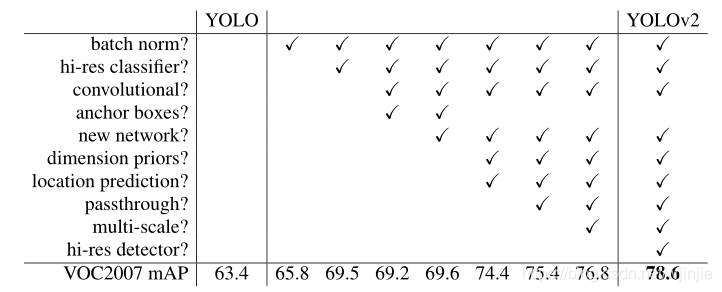 YOLO YOLOv2
batch norm? ✓ ✓ ✓ ✓ ✓ ✓ ✓ ✓
hi-res classifier? ✓ ✓ ✓ ✓ ✓ ✓ ✓
convolutional? ✓ ✓ ✓ ✓ ✓ ✓
anchor boxes? ✓ ✓
new network? ✓ ✓ ✓ ✓ ✓
dimension priors? ✓ ✓ ✓ ✓
location prediction? ✓ ✓ ✓ ✓
passthrough? ✓ ✓ ✓
multi-scale? ✓ ✓
hi-res detector? ✓
VOC2007 mAP 63.4 65.8 69.5 69.2 69.6 74.4 75.4 76.8 78.6